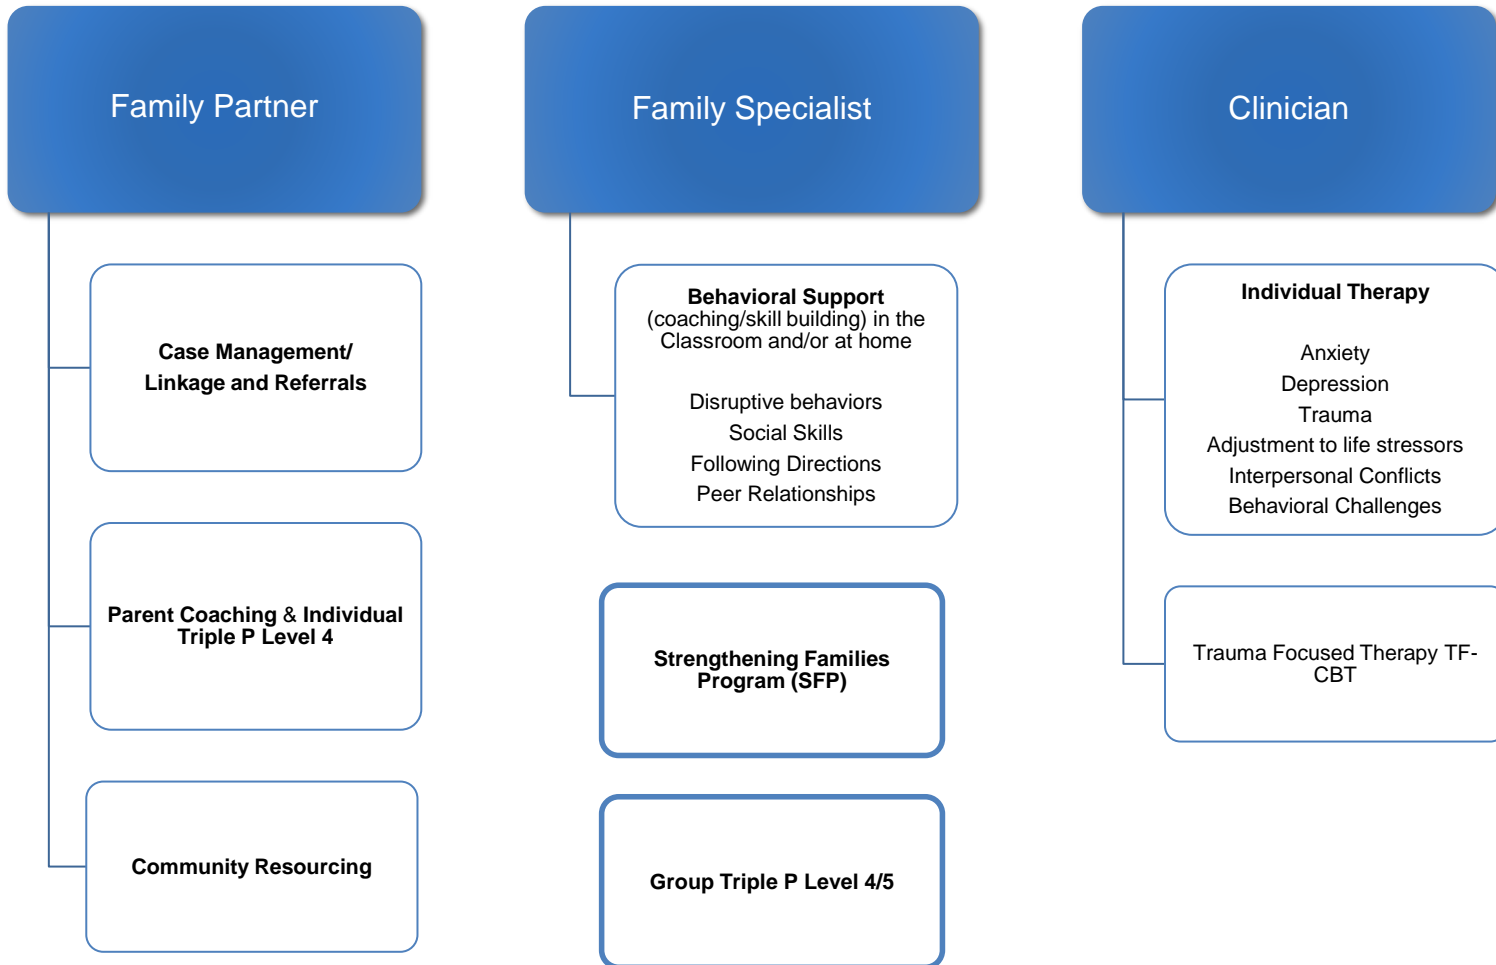 Family Partner
Case Management/
Linkage and Referrals
Parent Coaching & Individual
Triple P Level 4
Community Resourcing
Family Specialist
Behavioral Support
(coaching/skill building) in the
Classroom and/or at home
Disruptive behaviors
Social Skills
Following Directions
Peer Relationships
Strengthening Families
Program (SFP)
Group Triple P Level 4/5
Clinician
Individual Therapy
Anxiety
Depression
Trauma
Adjustment to life stressors
Interpersonal Conflicts
Behavioral Challenges
Trauma Focused Therapy TF-
CBT